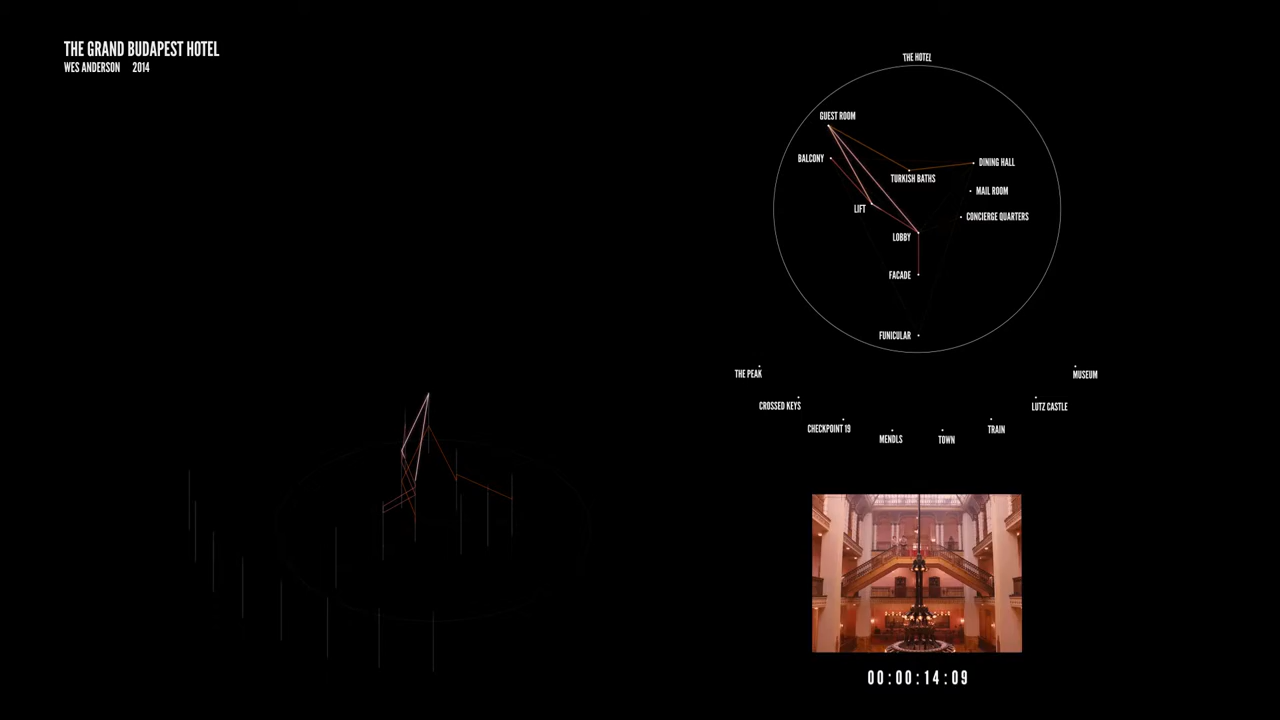 THE GRAND BUDAPEST HOTEL
WES ANDERSON 2014
THE HOTEL
GUEST ROOM
BALCONY
DINING HALL
TURKISH BATHS
MAIL ROOM
LIFT
CONCIERGE QUARTERS
LOBBY
FACADE
FUNICULAR
THE PEAK
MUSEUM
CROSSED KEYS
LUTZ CASTLE
CHECKPOINT 19
TRAIN
MENDLS
TOWN
00:00:14:09